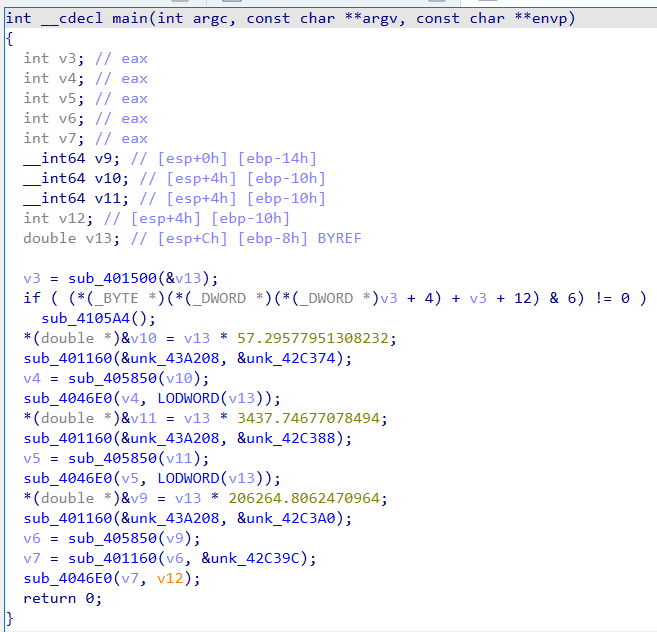 int __cdecl main(int argc, const char **argv, const char **envp)
{
  int v3; // eax
  int v4; // eax
  int v5; // eax
  int v6; // eax
  int v7; // eax
  __int64 v9; // [esp+0h] [ebp-14h]
  __int64 v10; // [esp+4h] [ebp-10h]
  __int64 v11; // [esp+4h] [ebp-10h]
  int v12; // [esp+4h] [ebp-10h]
  double v13; // [esp+Ch] [ebp-8h] BYREF

  v3 = sub_401500(&v13);
  if ( (*(_BYTE *)(*(_DWORD *)(*(_DWORD *)v3 + 4) + v3 + 12) & 6) != 0 )
    sub_4105A4();
  *(double *)&v10 = v13 * 57.29577951308232;
  sub_401160(&unk_43A208, &unk_42C374);
  v4 = sub_405850(v10);
  sub_4046E0(v4, LODWORD(v13));
  *(double *)&v11 = v13 * 3437.74677078494;
  sub_401160(&unk_43A208, &unk_42C388);
  v5 = sub_405850(v11);
  sub_4046E0(v5, LODWORD(v13));
  *(double *)&v9 = v13 * 206264.8062470964;
  sub_401160(&unk_43A208, &unk_42C3A0);
  v6 = sub_405850(v9);
  v7 = sub_401160(v6, &unk_42C39C);
  sub_4046E0(v7, v12);
  return 0;
}